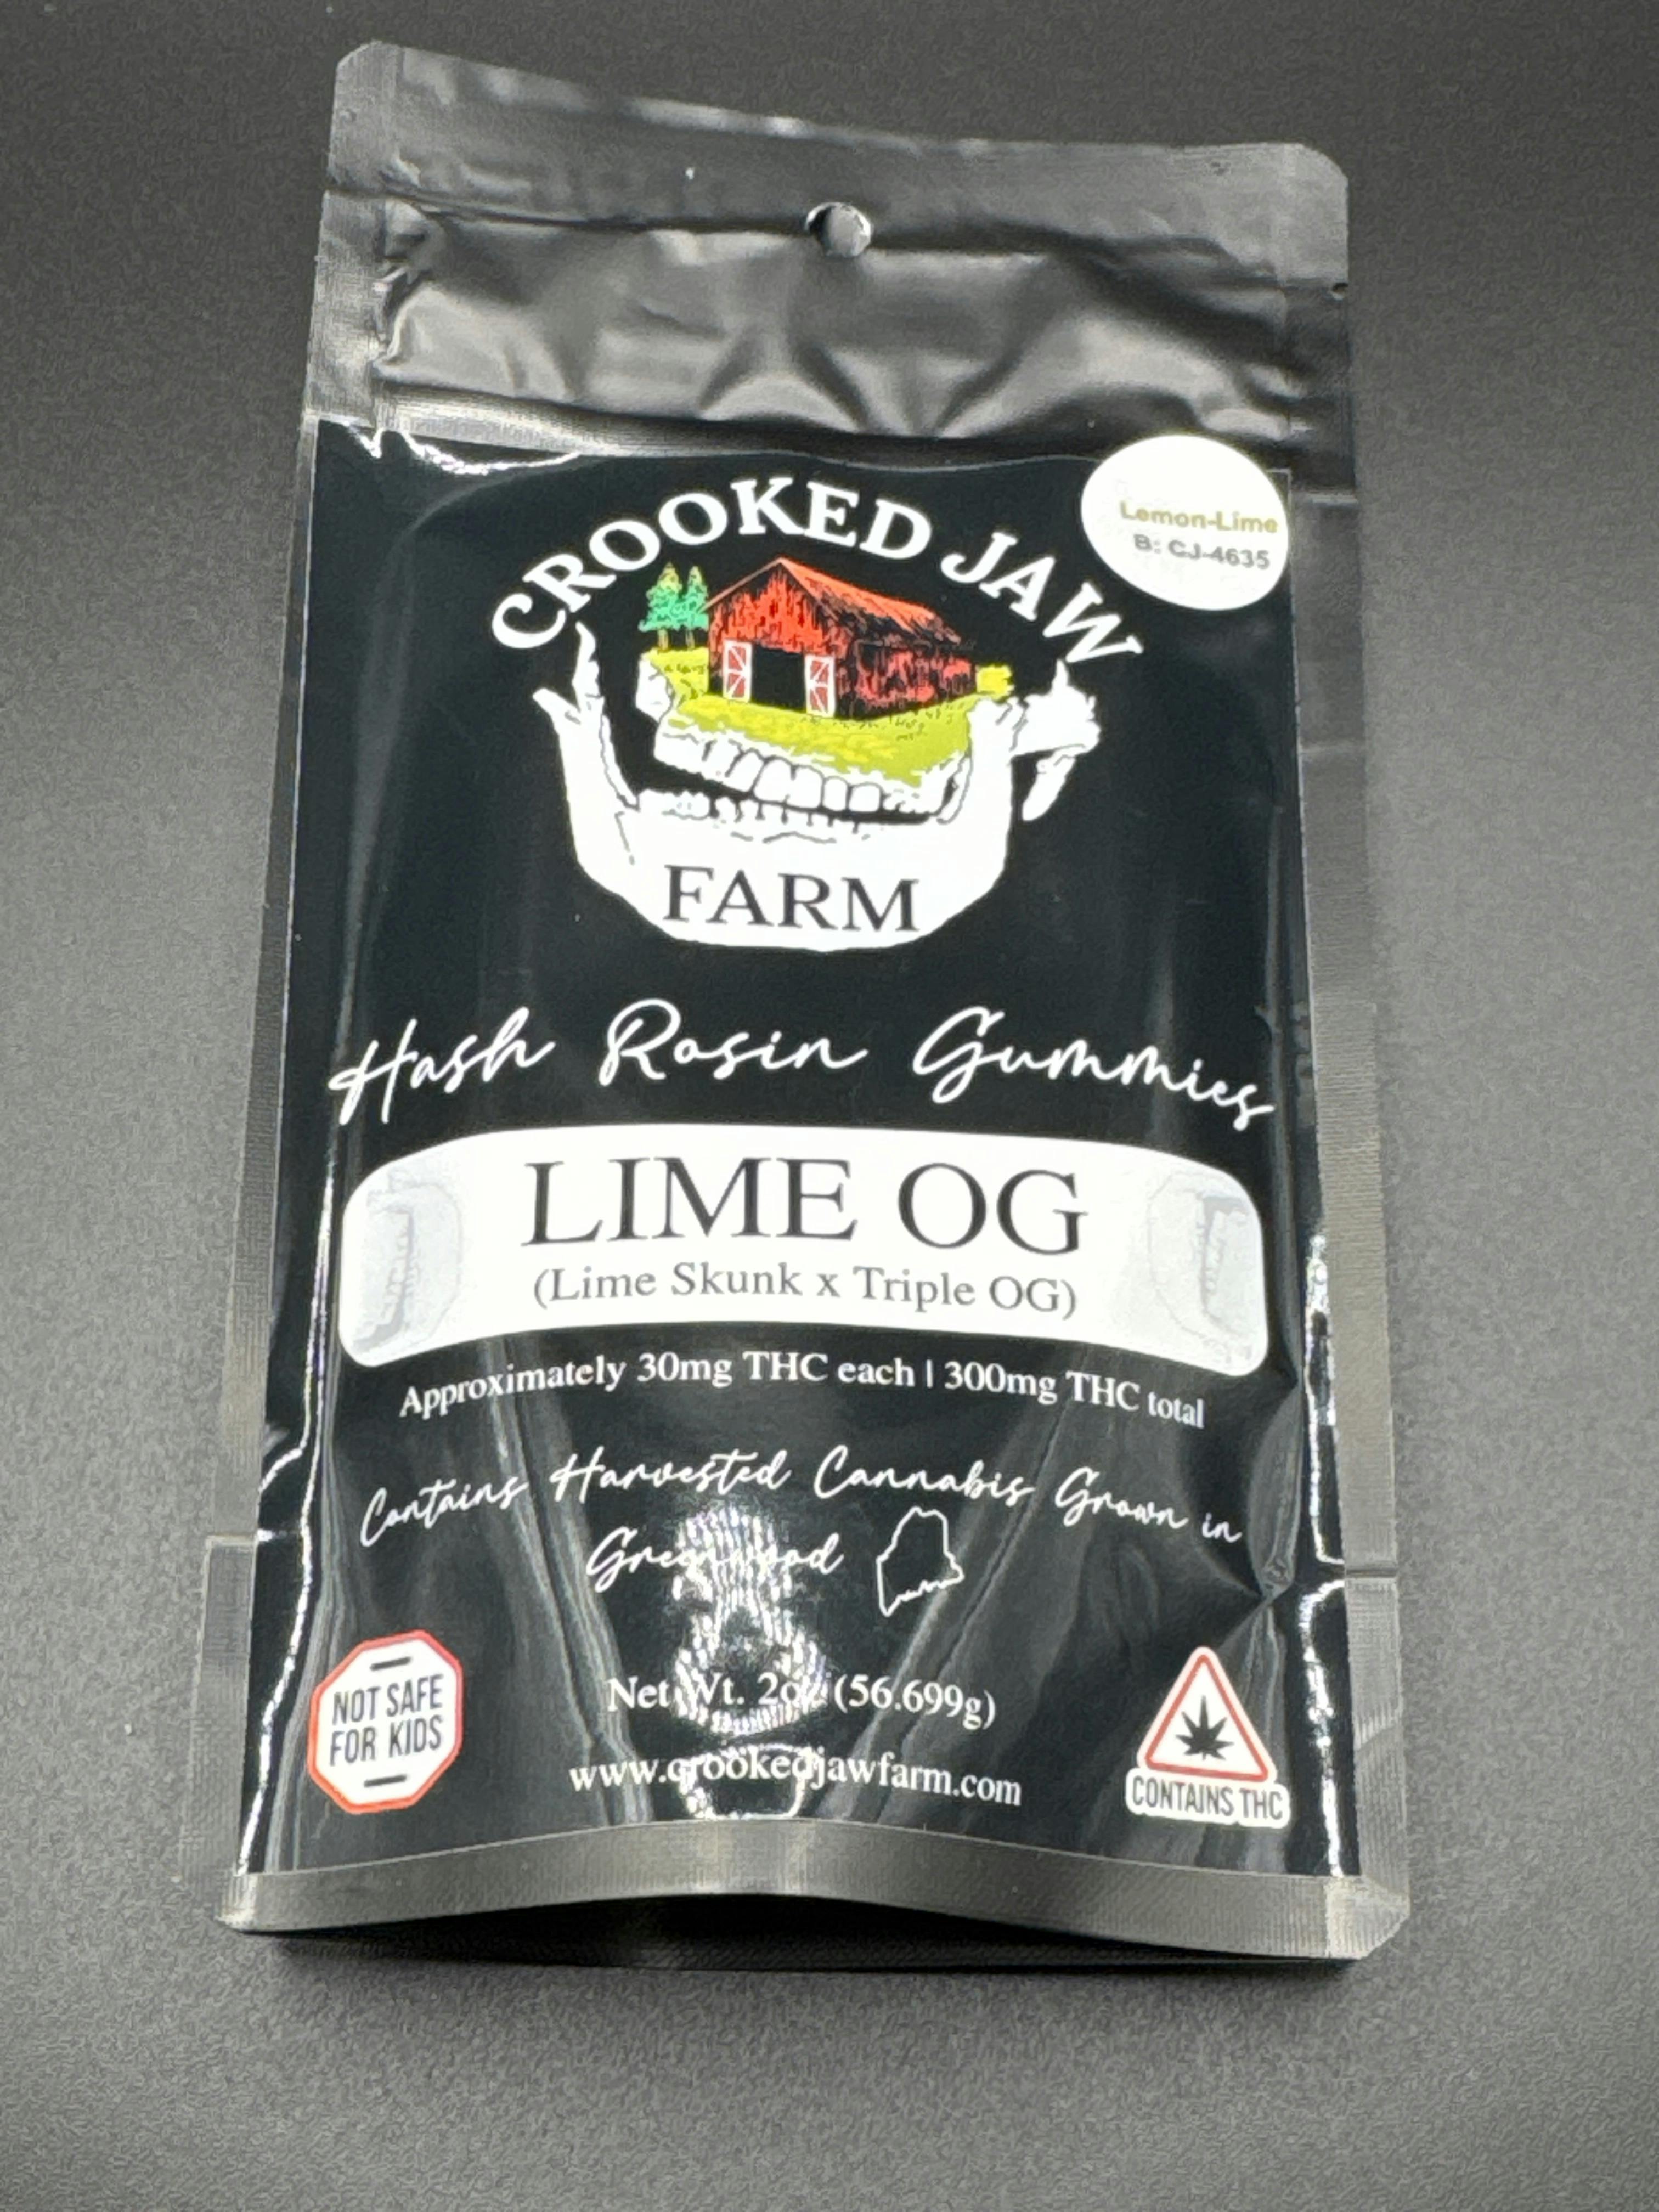 Lemon-Lime
B: CJ-4635
CROOKED JAW
FARM
Hash Rosin Gummies
LIME OG
(Lime Skunk x Triple OG)
Approximately 30mg THC each | 300mg THC total
Contains Harvested Cannabis Grown in
Greenwood
NOT SAFE
FOR KIDS
Net Wt. 2oz (56.699g)
www.crookedjawfarm.com
CONTAINS THC